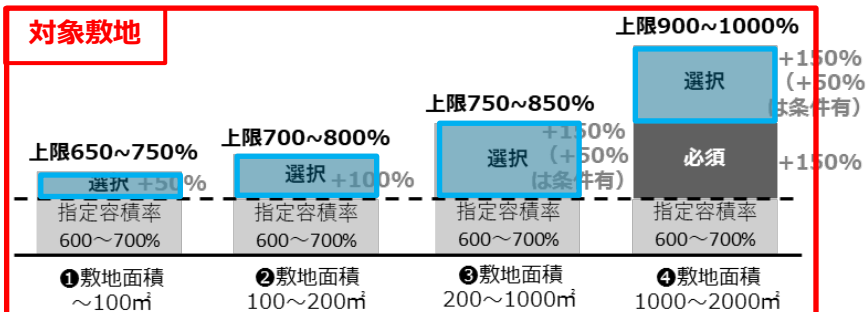 対象敷地
上限650~750%
選択 +50%
指定容積率
600~700%
❶敷地面積
~100㎡
上限700~800%
選択 +100%
指定容積率
600~700%
❷敷地面積
100~200㎡
上限750~850%
選択
+150%
(+50%
は条件有)
指定容積率
600~700%
❸敷地面積
200~1000㎡
上限900~1000%
選択
+150%
(+50%
は条件有)
必須
+150%
指定容積率
600~700%
❹敷地面積
1000~2000㎡